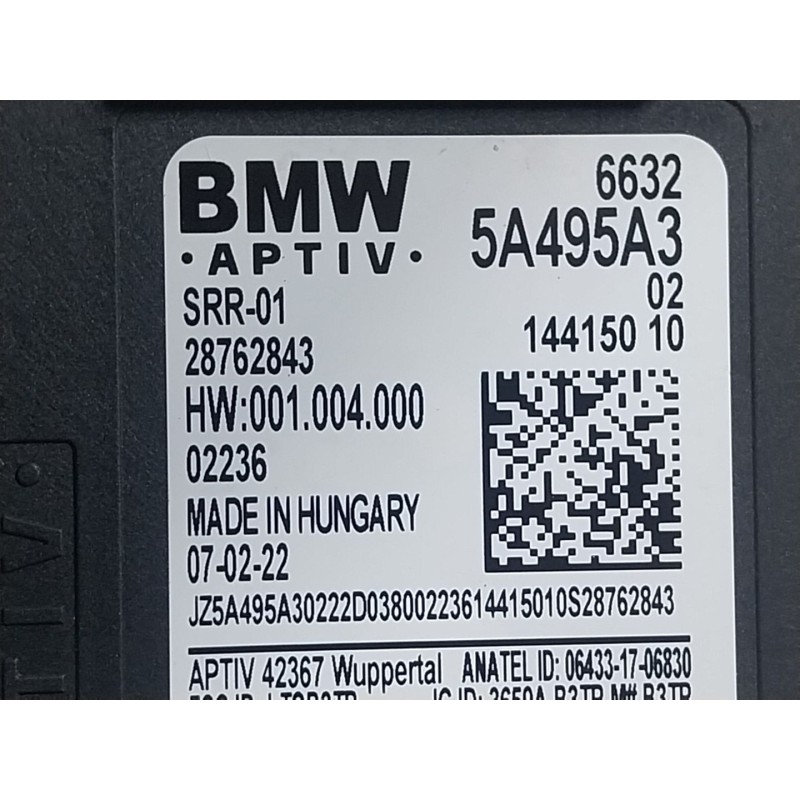 BMW 6632
• APTIV • 5A495A3
SRR-01 02
28762843 144150 10
HW:001.004.000
02236
MADE IN HUNGARY
07-02-22
JZ5A495A30222D03800223614415010S28762843
APTIV 42367 Wuppertal ANATEL ID: 06433-17-06830